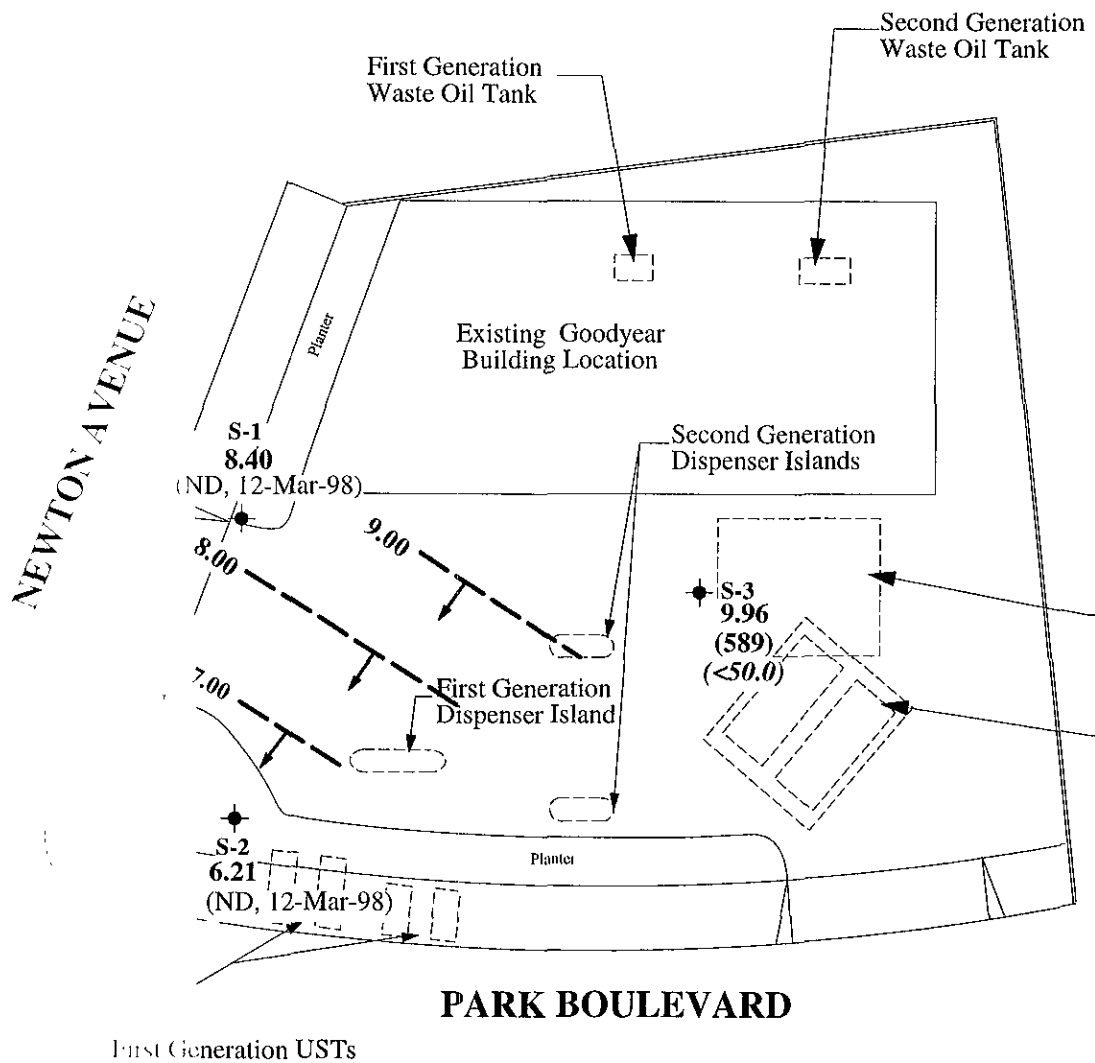 Second Generation
Waste Oil Tank
First Generation
Waste Oil Tank
NEWTON AVENUE
Planter
Existing Goodyear
Building Location
S-1
8.40
(ND, 12-Mar-98)
Second Generation
Dispenser Islands
9.00
8.00
S-3
9.96
(589)
(<50.0)
7.00
First Generation
Dispenser Island
S-2
6.21
(ND, 12-Mar-98)
Planter
PARK BOULEVARD
First Generation USTs